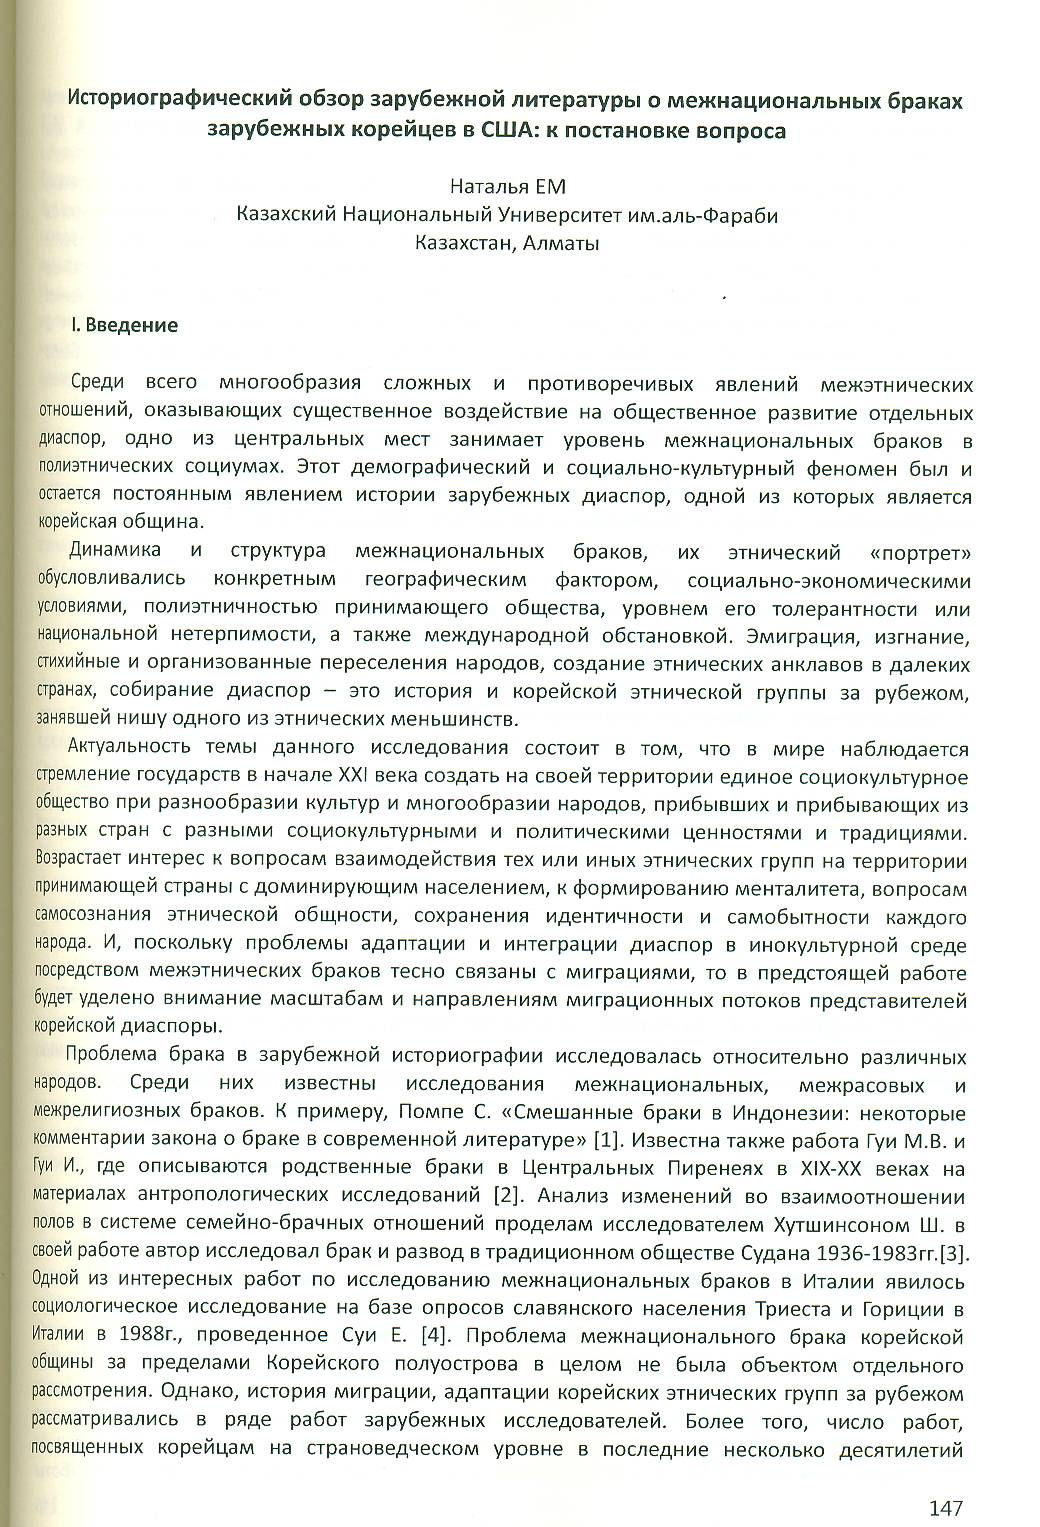 Историографический обзор зарубежной литературы о межнациональных браках
зарубежных корейцев в США: к постановке вопроса
Наталья ЕМ
Казахский Национальный Университет им.аль-Фараби
Казахстан, Алматы
I. Введение
Среди всего многообразия сложных и противоречивых явлений межэтнических
отношений, оказывающих существенное воздействие на общественное развитие отдельных
диаспор, одно из центральных мест занимает уровень межнациональных браков в
полиэтнических социумах. Этот демографический и социально-культурный феномен был и
остается постоянным явлением истории зарубежных диаспор, одной из которых является
корейская община.
Динамика и структура межнациональных браков, их этнический «портрет»
обусловливались конкретным географическим фактором, социально-экономическими
условиями, полиэтничностью принимающего общества, уровнем его толерантности или
национальной нетерпимости, а также международной обстановкой. Эмиграция, изгнание,
стихийные и организованные переселения народов, создание этнических анклавов в далеких
странах, собирание диаспор – это история и корейской этнической группы за рубежом,
занявшей нишу одного из этнических меньшинств.
Актуальность темы данного исследования состоит в том, что в мире наблюдается
стремление государств в начале XXI века создать на своей территории единое социокультурное
общество при разнообразии культур и многообразии народов, прибывших и прибывающих из
разных стран с разными социокультурными и политическими ценностями и традициями.
Возрастает интерес к вопросам взаимодействия тех или иных этнических групп на территории
принимающей страны с доминирующим населением, к формированию менталитета, вопросам
самосознания этнической общности, сохранения идентичности и самобытности каждого
народа. И, поскольку проблемы адаптации и интеграции диаспор в инокультурной среде
посредством межэтнических браков тесно связаны с миграциями, то в предстоящей работе
будет уделено внимание масштабам и направлениям миграционных потоков представителей
корейской диаспоры.
Проблема брака в зарубежной историографии исследовалась относительно различных
народов. Среди них известны исследования межнациональных, межрасовых и
межрелигиозных браков. К примеру, Помпе С. «Смешанные браки в Индонезии: некоторые
комментарии закона о браке в современной литературе» [1]. Известна также работа Гуи М.В. и
Гуи И., где описываются родственные браки в Центральных Пиренеях в XIX-XX веках на
материалах антропологических исследований [2]. Анализ изменений во взаимоотношении
полов в системе семейно-брачных отношений проделам исследователем Хутшинсоном Ш. в
своей работе автор исследовал брак и развод в традиционном обществе Судана 1936-1983гг.[3].
Одной из интересных работ по исследованию межнациональных браков в Италии явилось
социологическое исследование на базе опросов славянского населения Триеста и Гориции в
Италии в 1988г., проведенное Суи Е. [4]. Проблема межнационального брака корейской
общины за пределами Корейского полуострова в целом не была объектом отдельного
рассмотрения. Однако, история миграции, адаптации корейских этнических групп за рубежом
рассматривались в ряде работ зарубежных исследователей. Более того, число работ,
посвященных корейцам на страноведческом уровне в последние несколько десятилетий
147